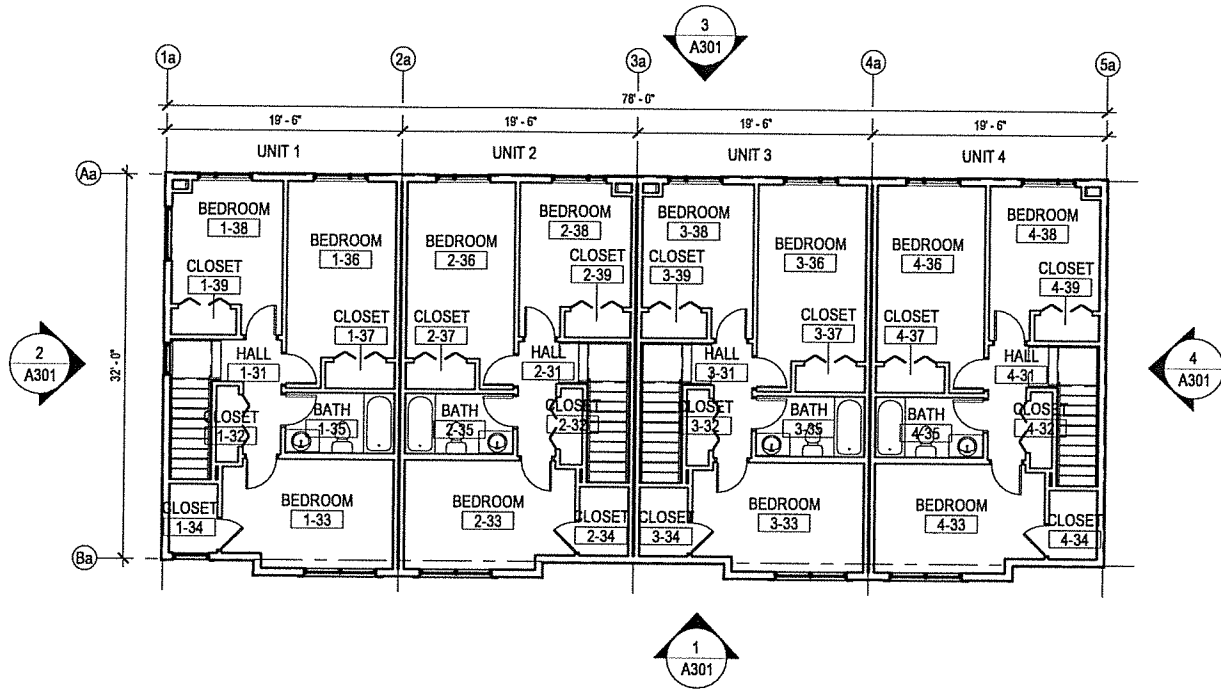 3
A301
1a
2a
3a
4a
5a
78' - 0"
19' - 6"
19' - 6"
19' - 6"
19' - 6"
UNIT 1
UNIT 2
UNIT 3
UNIT 4
Aa
BEDROOM
1-38
BEDROOM
1-36
BEDROOM
2-36
BEDROOM
2-38
BEDROOM
3-38
BEDROOM
3-36
BEDROOM
4-36
BEDROOM
4-38
CLOSET
1-39
CLOSET
2-39
CLOSET
3-39
CLOSET
4-39
CLOSET
1-37
CLOSET
2-37
CLOSET
3-37
CLOSET
4-37
2
A301
32' - 0"
HALL
1-31
HALL
2-31
HALL
3-31
HALL
4-31
4
A301
CLOSET
1-32
BATH
1-35
BATH
2-35
CLOSET
2-32
CLOSET
3-32
BATH
3-35
BATH
4-35
CLOSET
4-32
CLOSET
1-34
BEDROOM
1-33
BEDROOM
2-33
CLOSET
2-34
CLOSET
3-34
BEDROOM
3-33
BEDROOM
4-33
CLOSET
4-34
Ba
1
A301